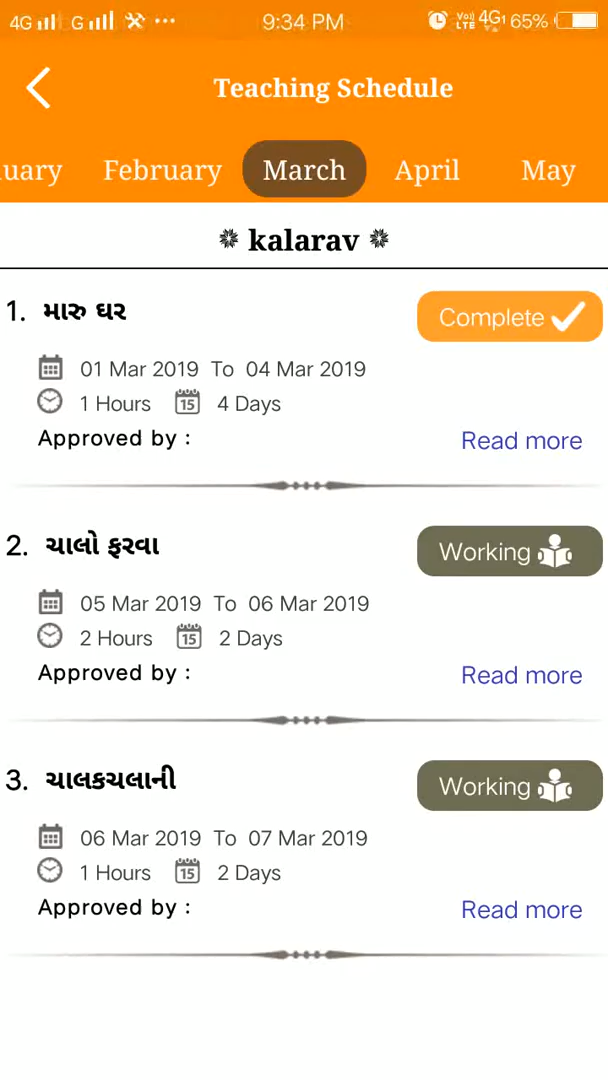 4G G 9:34 PM VoLTE 4G 65%
Teaching Schedule
uary February March April May
kalarav
1. મારુ ઘર Complete
01 Mar 2019 To 04 Mar 2019
1 Hours 15 4 Days
Approved by : Read more
2. ચાલો ફરવા Working
05 Mar 2019 To 06 Mar 2019
2 Hours 15 2 Days
Approved by : Read more
3. ચાલકચલાની Working
06 Mar 2019 To 07 Mar 2019
1 Hours 15 2 Days
Approved by : Read more